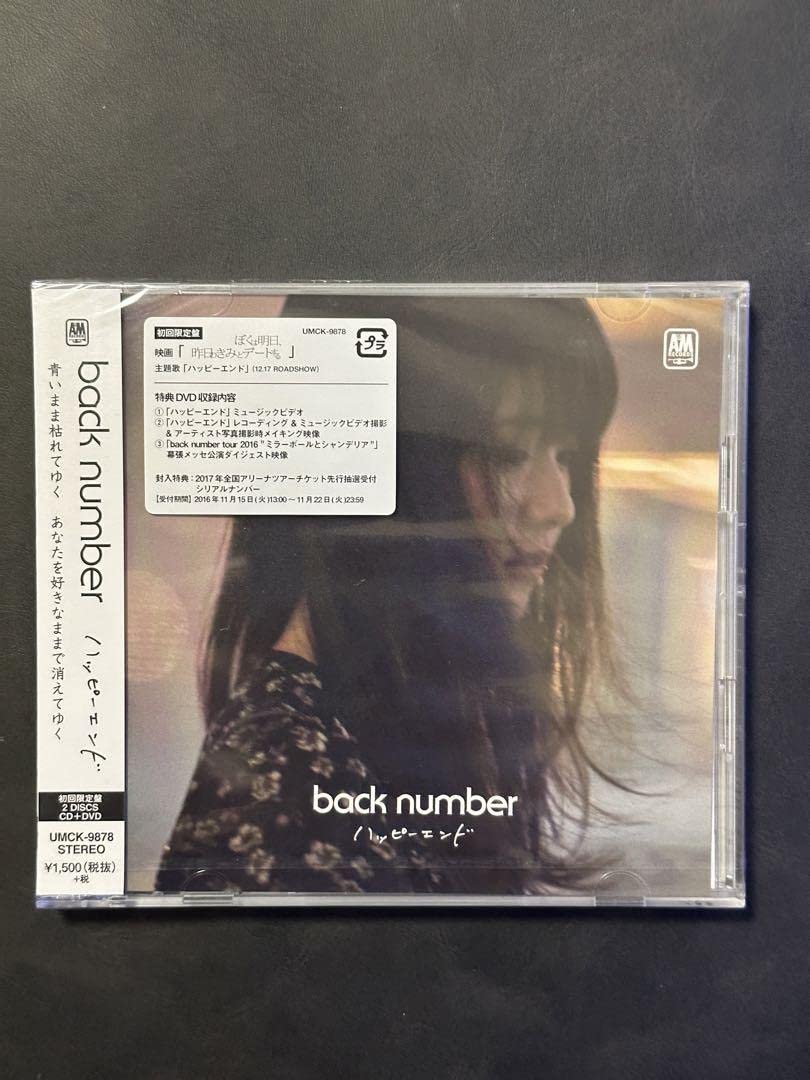 A&M
RECORDS
back number ハッピーエンド
青いまま枯れてゆく あなたを好きなままで消えてゆく
初回限定盤
2 DISCS
CD+DVD
UMCK-9878
STEREO
¥1,500(税抜)
+税
初回限定盤
UMCK-9878
プラ
映画「ぼくは明日、昨日のきみとデートする」
主題歌「ハッピーエンド」(12.17 ROADSHOW)
特典DVD収録内容
①「ハッピーエンド」ミュージックビデオ
②「ハッピーエンド」レコーディング & ミュージックビデオ撮影
& アーティスト写真撮影時メイキング映像
③「back number tour 2016 "ミラーボールとシャンデリア"」
幕張メッセ公演ダイジェスト映像
封入特典:2017年全国アリーナツアーチケット先行抽選受付
シリアルナンバー
【受付期間】2016年11月15日(火)13:00~11月22日(火)23:59
A&M
RECORDS
back number
ハッピーエンド